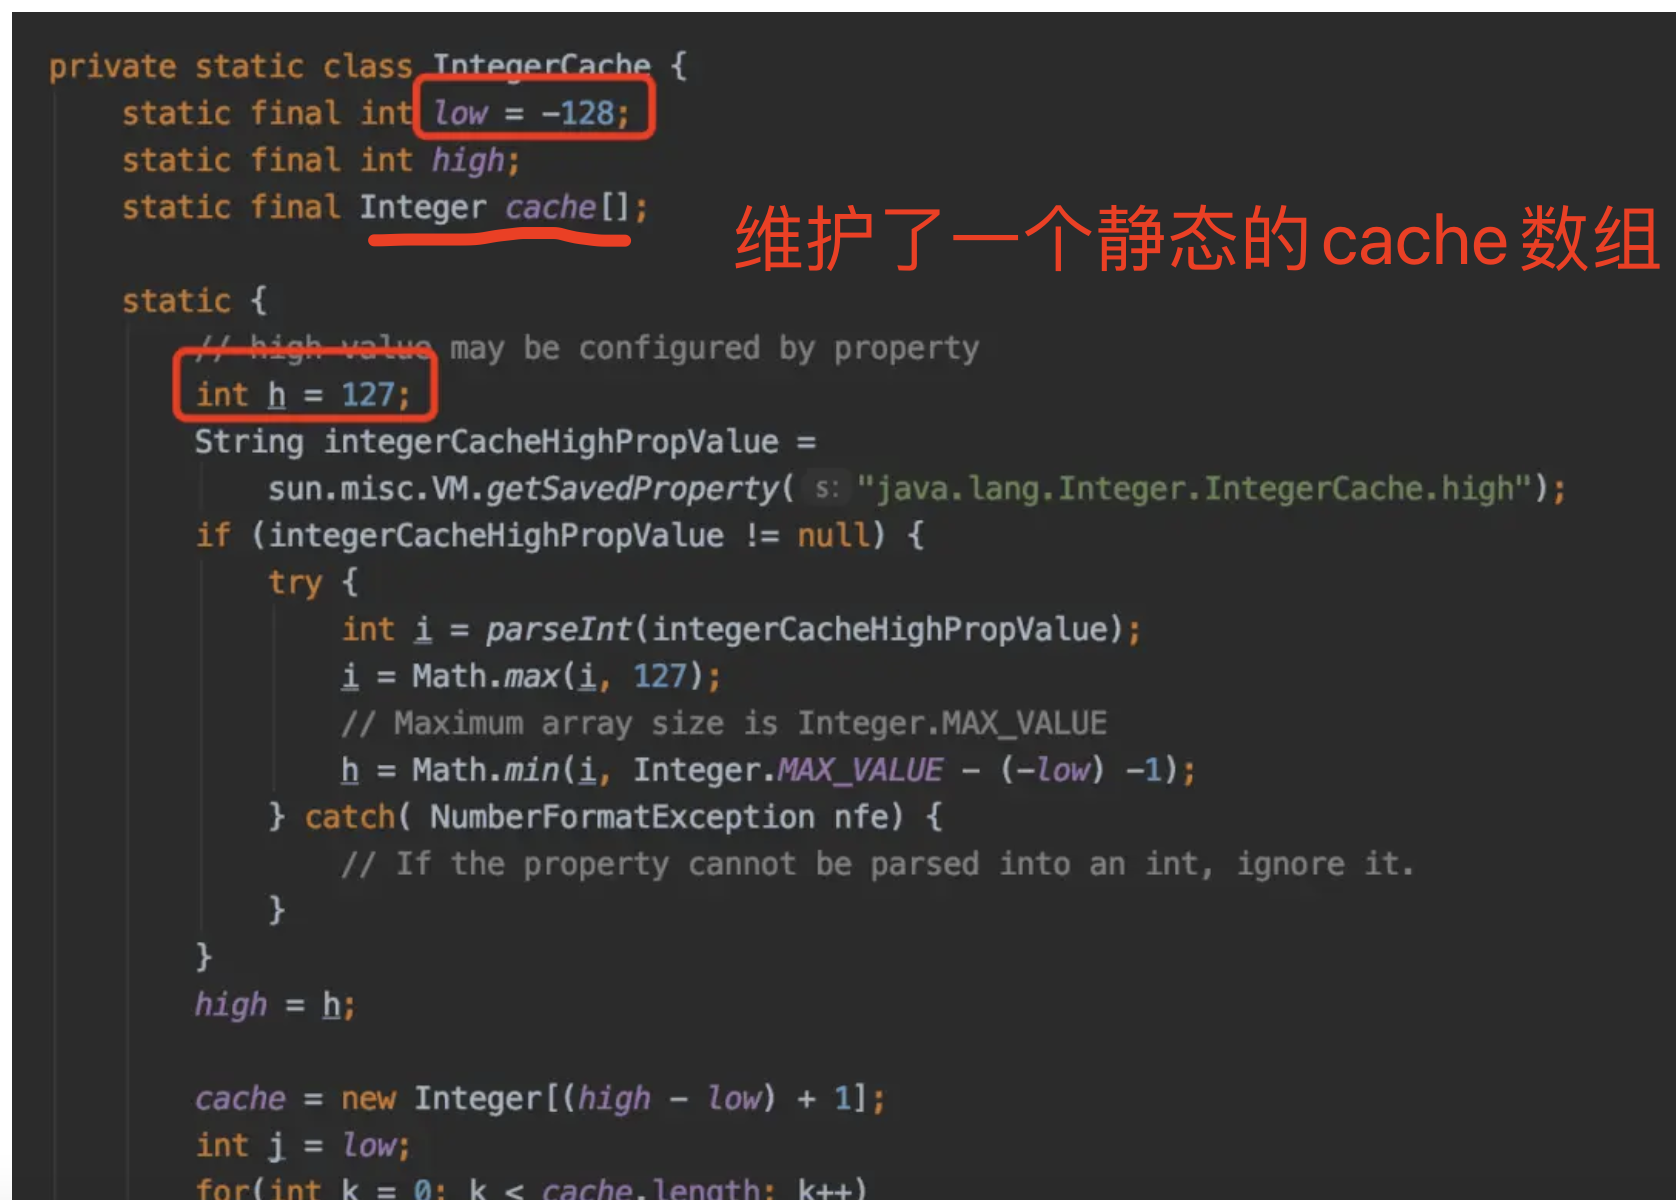 private static class IntegerCache {
static final int low = -128;
static final int high;
static final Integer cache[];
维护了一个静态的cache数组
static {
// high value may be configured by property
int h = 127;
String integerCacheHighPropValue =
sun.misc.VM.getSavedProperty( s: "java.lang.Integer.IntegerCache.high");
if (integerCacheHighPropValue != null) {
try {
int i = parseInt(integerCacheHighPropValue);
i = Math.max(i, 127);
// Maximum array size is Integer.MAX_VALUE
h = Math.min(i, Integer.MAX_VALUE - (-low) -1);
} catch( NumberFormatException nfe) {
// If the property cannot be parsed into an int, ignore it.
}
}
high = h;
cache = new Integer[(high - low) + 1];
int j = low;
for(int k = 0; k < cache.length; k++)